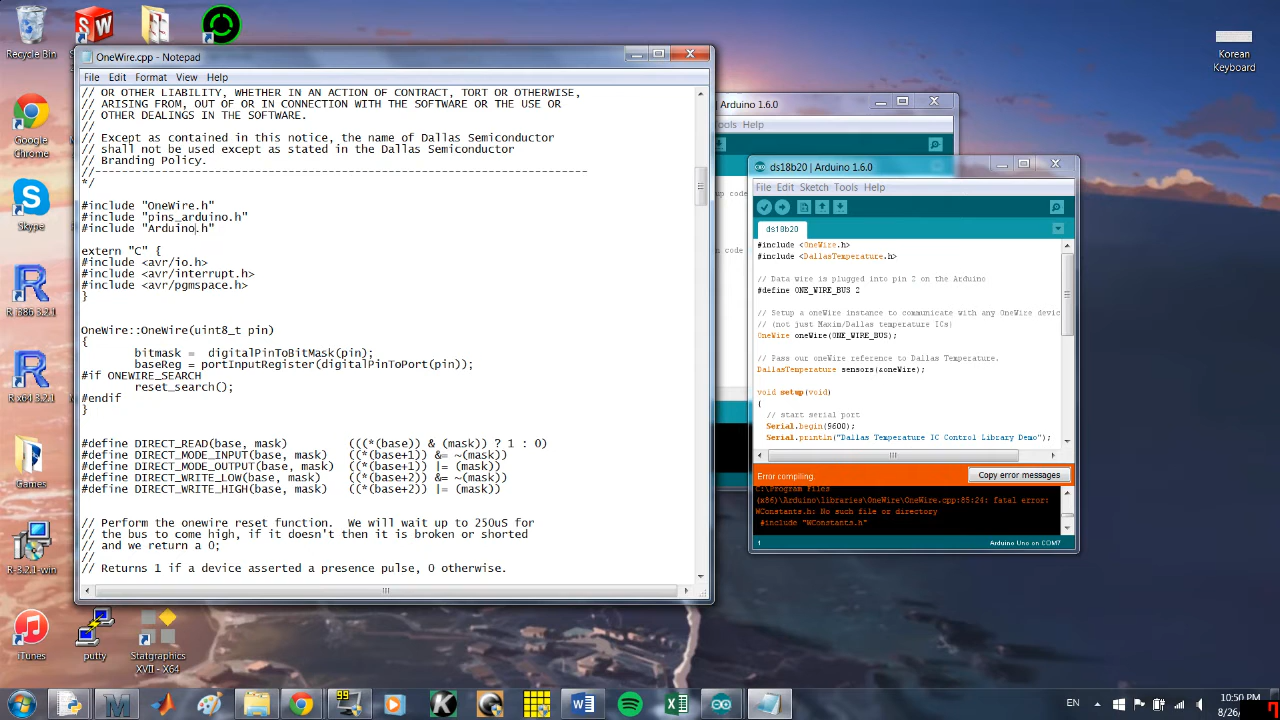 Recycle Bin
Korean
Keyboard
Google
Chrome
Skype
R i386 3.2.1
R x64 3.2.1
Games
R-3.2.1-win
iTunes
putty
Statgraphics
XVII - X64
OneWire.cpp - Notepad
File Edit Format View Help
// OR OTHER LIABILITY, WHETHER IN AN ACTION OF CONTRACT, TORT OR OTHERWISE,
// ARISING FROM, OUT OF OR IN CONNECTION WITH THE SOFTWARE OR THE USE OR
// OTHER DEALINGS IN THE SOFTWARE.
//
// Except as contained in this notice, the name of Dallas Semiconductor
// shall not be used except as stated in the Dallas Semiconductor
// Branding Policy.
//--------------------------------------------------------------------------
*/
#include "OneWire.h"
#include "pins_arduino.h"
#include "Arduino.h"
extern "C" {
#include <avr/io.h>
#include <avr/interrupt.h>
#include <avr/pgmspace.h>
}
OneWire::OneWire(uint8_t pin)
{
bitmask = digitalPinToBitMask(pin);
baseReg = portInputRegister(digitalPinToPort(pin));
#if ONEWIRE_SEARCH
reset_search();
#endif
}
#define DIRECT_READ(base, mask) (((*(base)) & (mask)) ? 1 : 0)
#define DIRECT_MODE_INPUT(base, mask) ((*(base+1)) &= ~(mask))
#define DIRECT_MODE_OUTPUT(base, mask) ((*(base+1)) |= (mask))
#define DIRECT_WRITE_LOW(base, mask) ((*(base+2)) &= ~(mask))
#define DIRECT_WRITE_HIGH(base, mask) ((*(base+2)) |= (mask))
// Perform the onewire reset function. We will wait up to 250uS for
// the bus to come high, if it doesn't then it is broken or shorted
// and we return a 0;
//
// Returns 1 if a device asserted a presence pulse, 0 otherwise.
| Arduino 1.6.0
Tools Help
up code
in code
ds18b20 | Arduino 1.6.0
File Edit Sketch Tools Help
ds18b20
#include <OneWire.h>
#include <DallasTemperature.h>
// Data wire is plugged into pin 2 on the Arduino
#define ONE_WIRE_BUS 2
// Setup a oneWire instance to communicate with any OneWire devic
// (not just Maxim/Dallas temperature ICs)
OneWire oneWire(ONE_WIRE_BUS);
// Pass our oneWire reference to Dallas Temperature.
DallasTemperature sensors(&oneWire);
void setup(void)
{
// start serial port
Serial.begin(9600);
Serial.println("Dallas Temperature IC Control Library Demo");
Error compiling.
Copy error messages
C:\Program Files
(x86)\Arduino\libraries\OneWire\OneWire.cpp:85:24: fatal error:
WConstants.h: No such file or directory
#include "WConstants.h"
1
Arduino Uno on COM7
EN
10:50 PM
8/26/